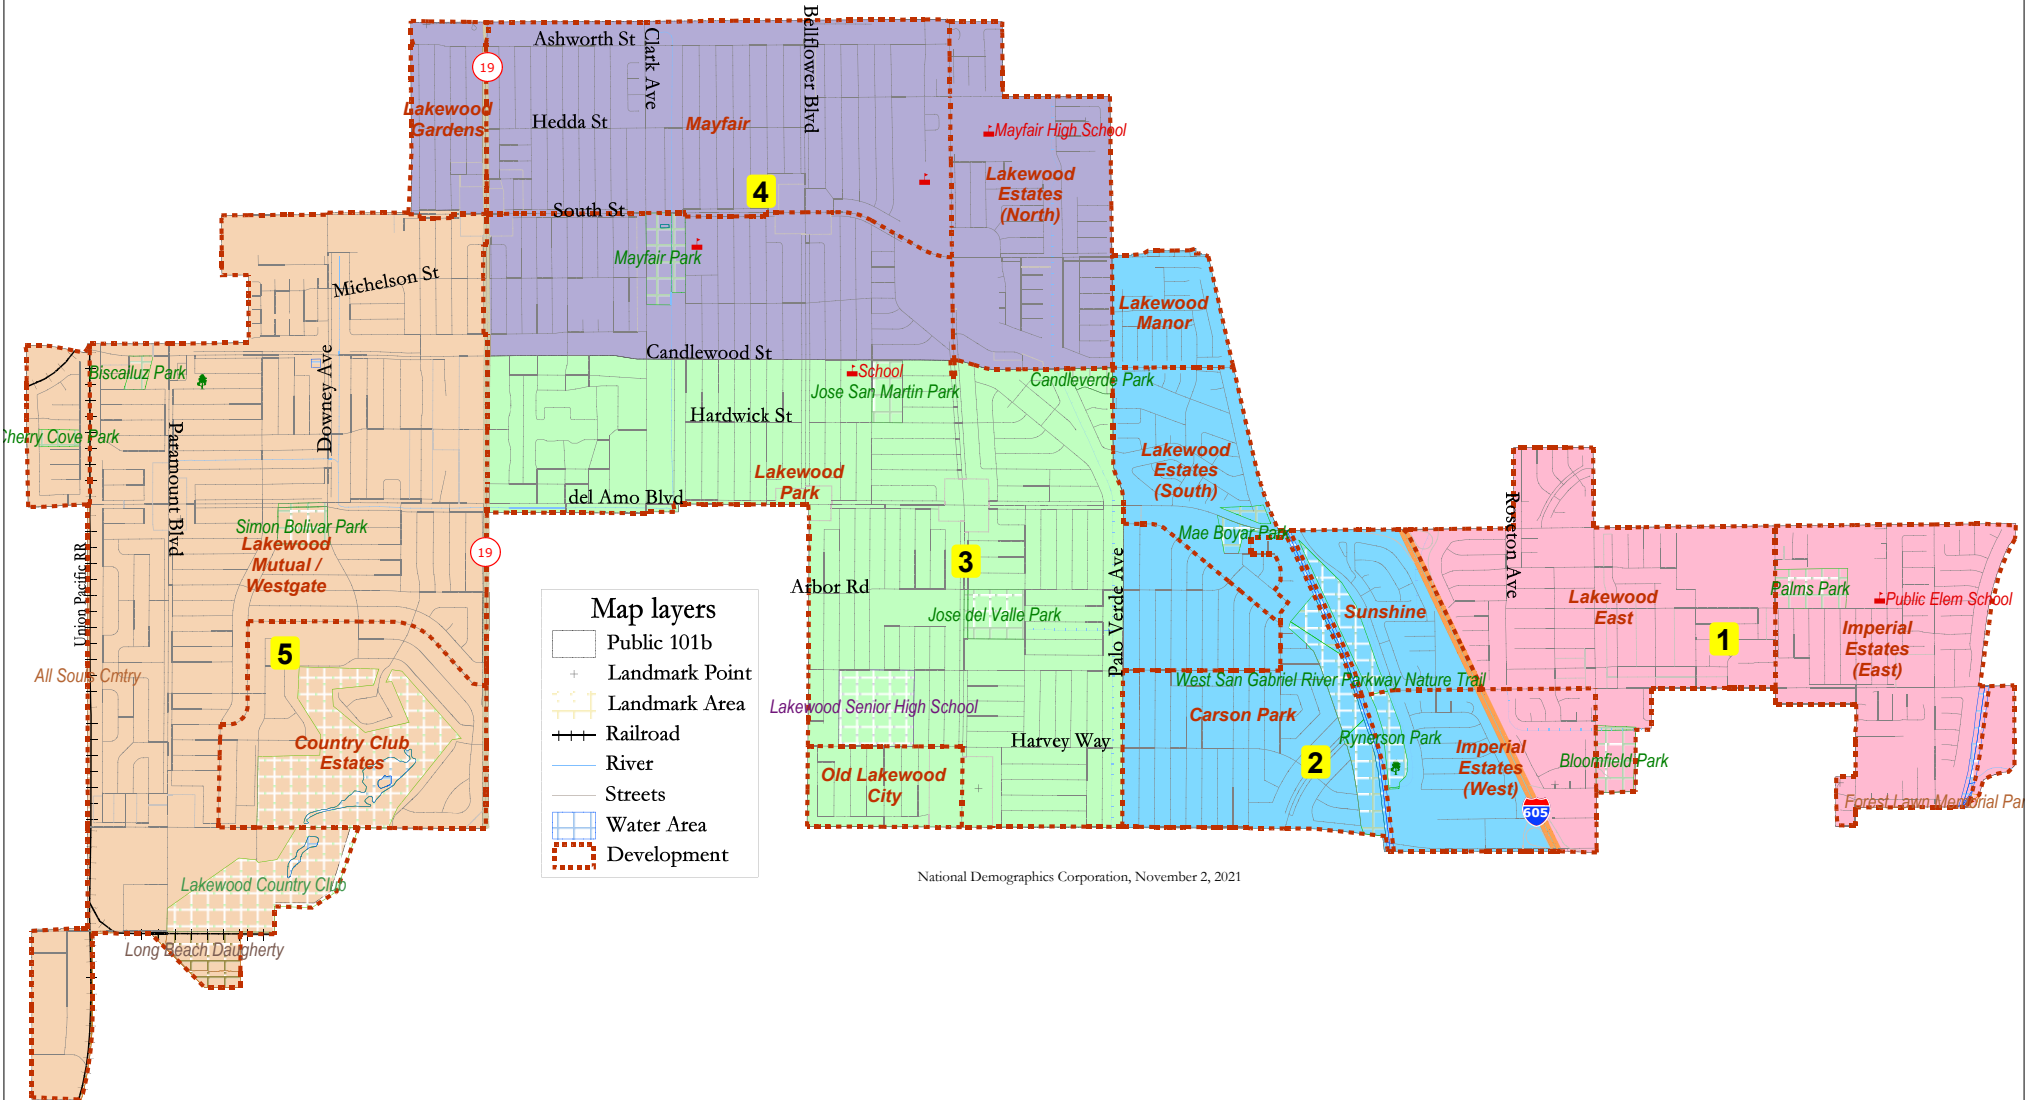 Ashworth St
Clark Ave
Bellflower Blvd
19
Lakewood
Gardens
Hedda St
Mayfair
Mayfair High School
Lakewood
Estates
(North)
4
South St
Mayfair Park
Michelson St
Lakewood
Manor
Candlewood St
School
Jose San Martin Park
Candleverde Park
Biscailuz Park
Downey Ave
Hardwick St
Cherry Cove Park
Paramount Blvd
Lakewood
Park
Lakewood
Estates
(South)
del Amo Blvd
Simon Bolivar Park
Lakewood
Mutual /
Westgate
19
Mae Boyar Park
Roseton Ave
Union Pacific RR
3
Arbor Rd
Jose del Valle Park
Palo Verde Ave
Sunshine
Lakewood
East
Palms Park
Public Elem School
Imperial
Estates
(East)
1
5
All Souls Cmtry
West San Gabriel River Parkway Nature Trail
Lakewood Senior High School
Carson Park
Rynerson Park
Harvey Way
Country Club
Estates
2
Imperial
Estates
(West)
Bloomfield Park
Old Lakewood
City
605
Forest Lawn Memorial Par
Lakewood Country Club
Long Beach Daugherty
Map layers
Public 101b
Landmark Point
Landmark Area
Railroad
River
Streets
Water Area
Development
National Demographics Corporation, November 2, 2021